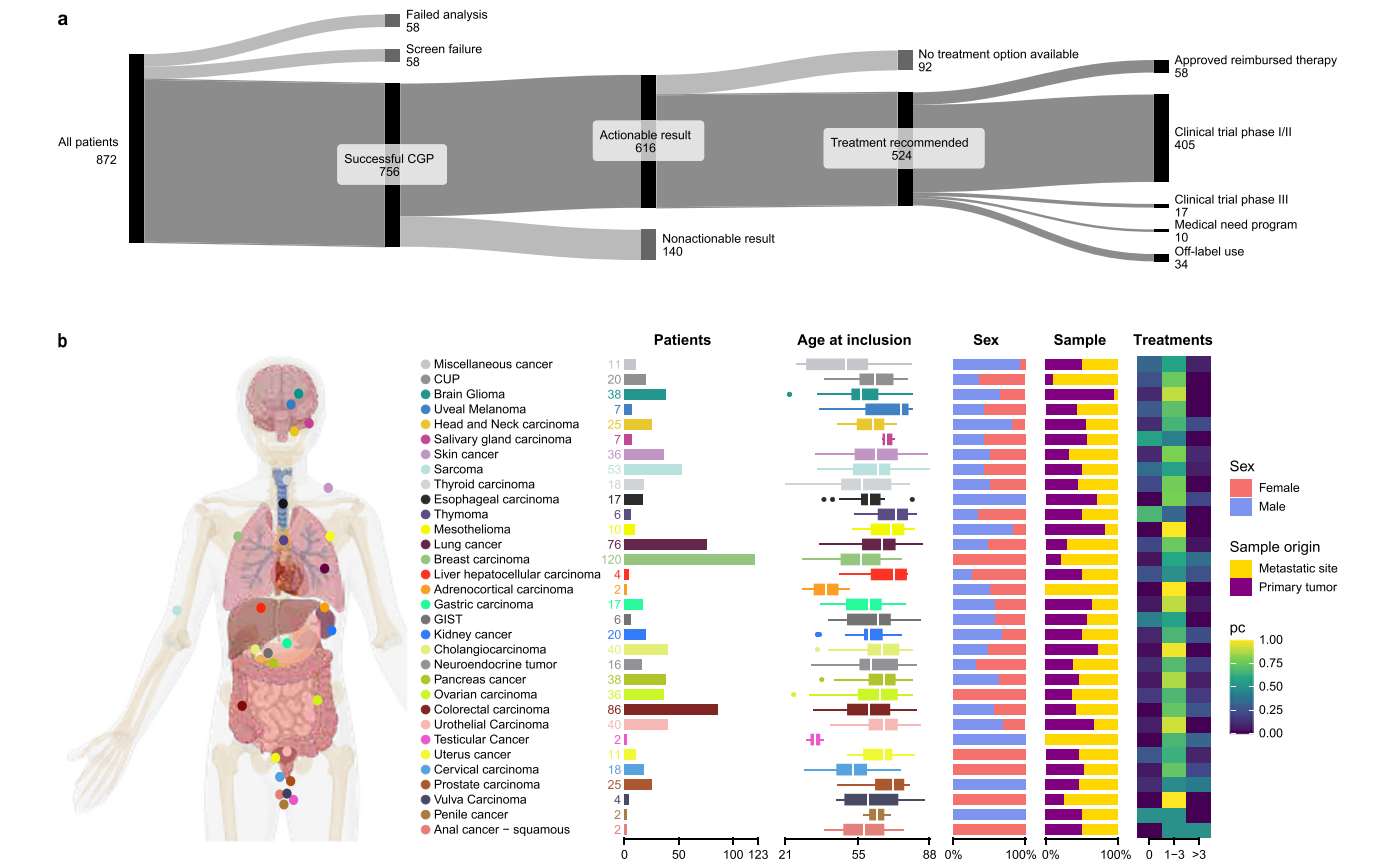 a
Failed analysis
58
Screen failure
58
No treatment option available
92
Approved reimbursed therapy
58
All patients
872
Successful CGP
756
Actionable result
616
Treatment recommended
524
Clinical trial phase I/II
405
Clinical trial phase III
17
Medical need program
10
Off-label use
34
Nonactionable result
140
b
Patients Age at inclusion Sex Sample Treatments
Miscellaneous cancer 11
CUP 20
Brain Glioma 38
Uveal Melanoma 7
Head and Neck carcinoma 25
Salivary gland carcinoma 7
Skin cancer 36
Sarcoma 53
Thyroid carcinoma 18
Esophageal carcinoma 17
Thymoma 6
Mesothelioma 10
Lung cancer 76
Breast carcinoma 120
Liver hepatocellular carcinoma 4
Adrenocortical carcinoma 2
Gastric carcinoma 17
GIST 6
Kidney cancer 20
Cholangiocarcinoma 40
Neuroendocrine tumor 16
Pancreas cancer 38
Ovarian carcinoma 36
Colorectal carcinoma 86
Urothelial Carcinoma 40
Testicular Cancer 2
Uterus cancer 11
Cervical carcinoma 18
Prostate carcinoma 25
Vulva Carcinoma 4
Penile cancer 2
Anal cancer − squamous 2
0 50 100 123 21 55 88 0% 100% 0% 100% 0 1−3 >3
Sex
Female
Male
Sample origin
Metastatic site
Primary tumor
pc
1.00
0.75
0.50
0.25
0.00